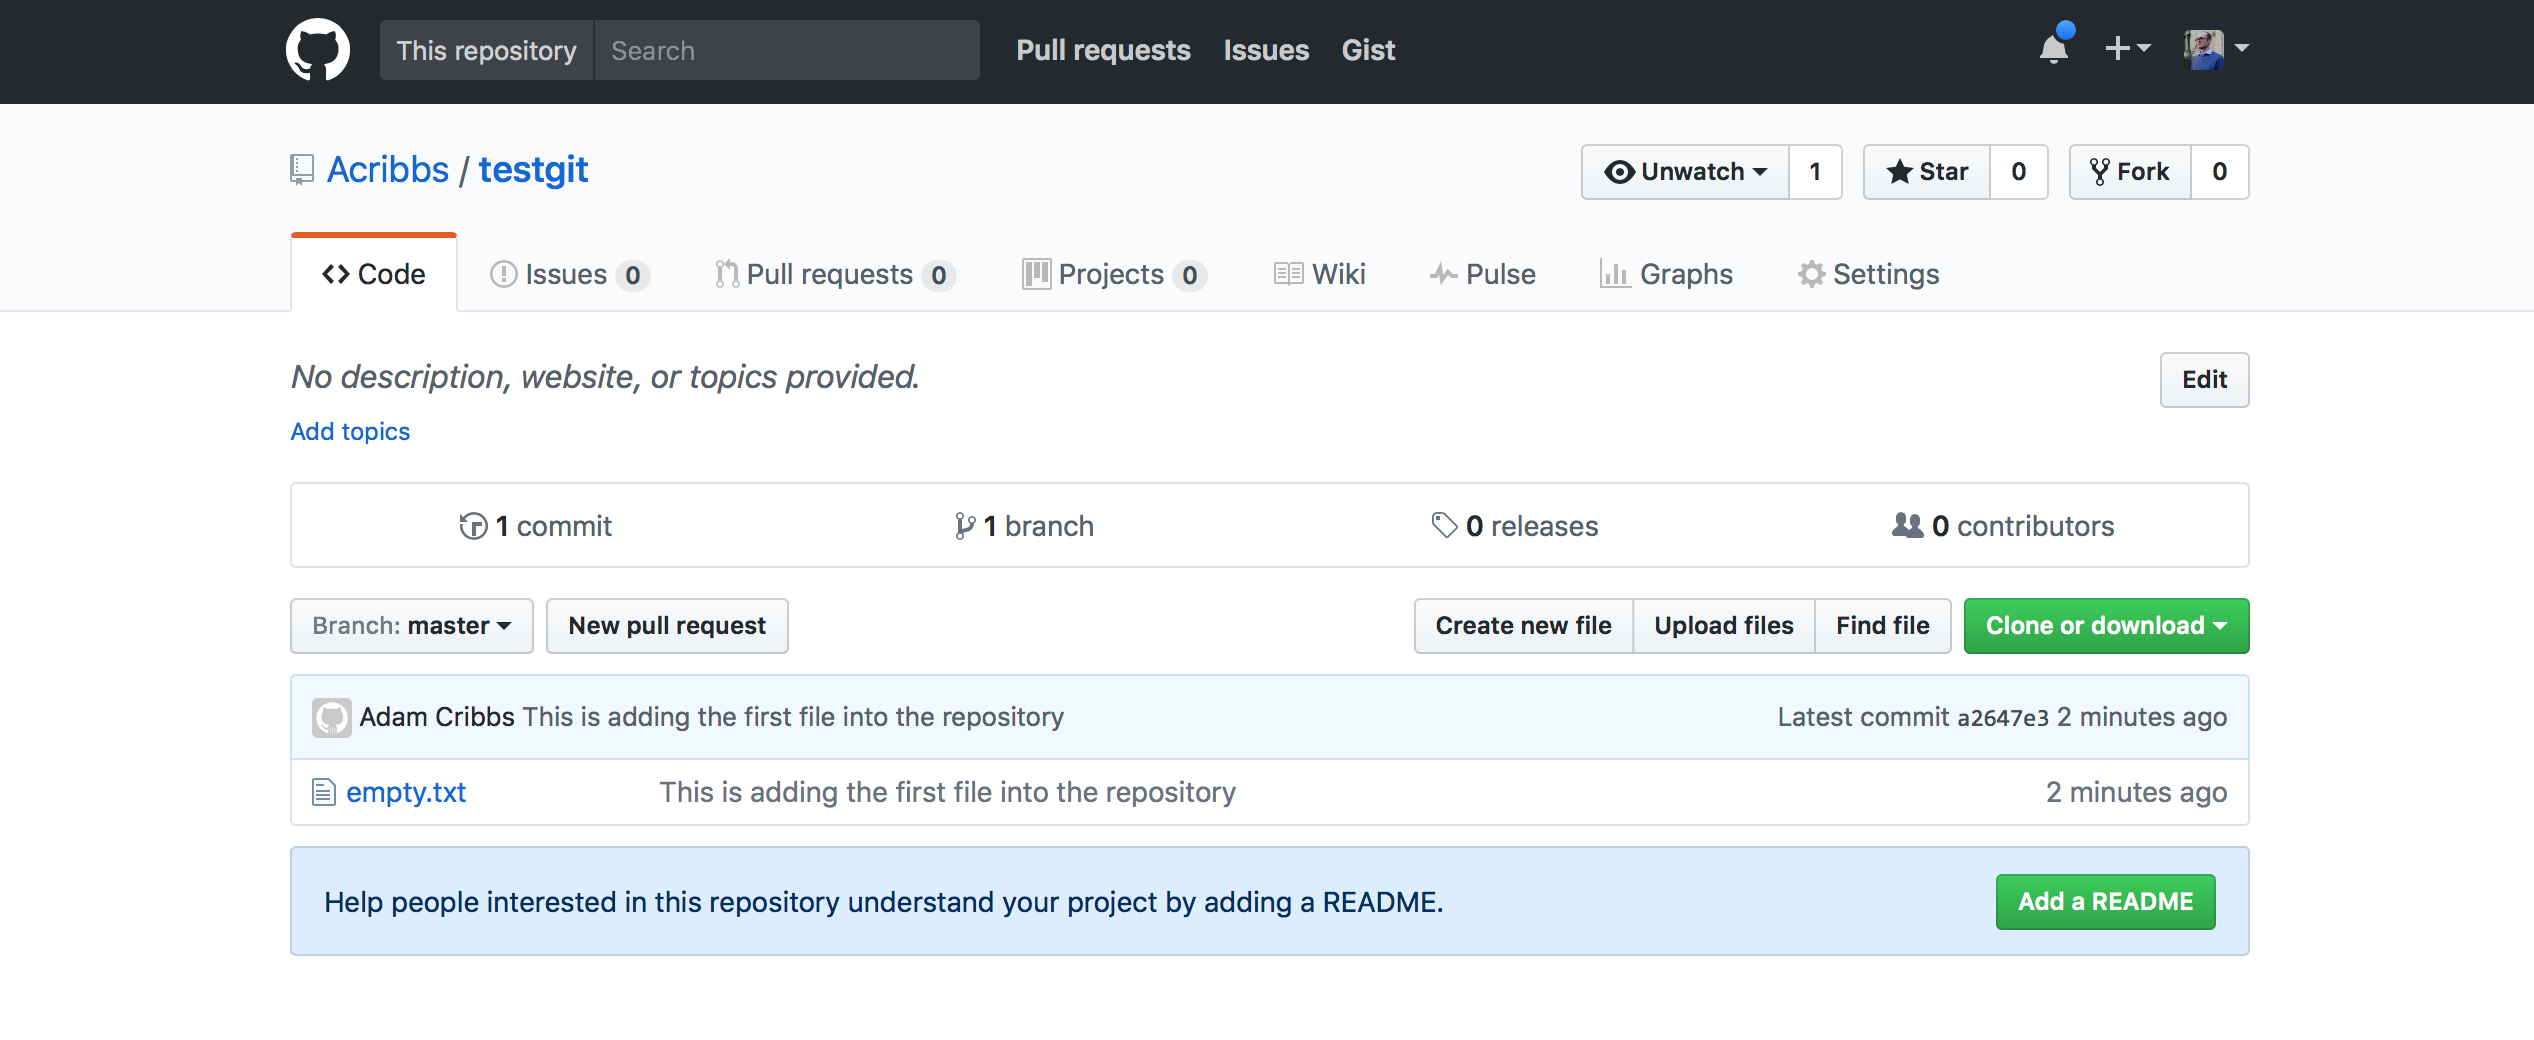 This repository Search Pull requests Issues Gist
Acribbs / testgit Unwatch 1 Star 0 Fork 0
Code Issues 0 Pull requests 0 Projects 0 Wiki Pulse Graphs Settings
No description, website, or topics provided. Edit
Add topics
1 commit 1 branch 0 releases 0 contributors
Branch: master New pull request Create new file Upload files Find file Clone or download
Adam Cribbs This is adding the first file into the repository Latest commit a2647e3 2 minutes ago
empty.txt This is adding the first file into the repository 2 minutes ago
Help people interested in this repository understand your project by adding a README. Add a README